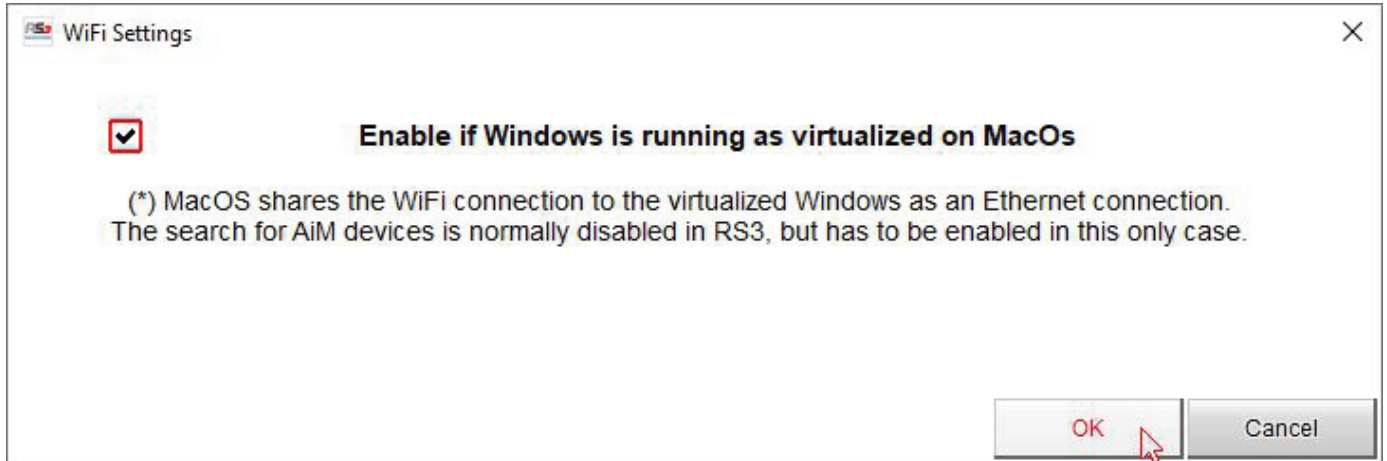 RS3 WiFi Settings
Enable if Windows is running as virtualized on MacOs
(*) MacOS shares the WiFi connection to the virtualized Windows as an Ethernet connection.
The search for AiM devices is normally disabled in RS3, but has to be enabled in this only case.
OK Cancel